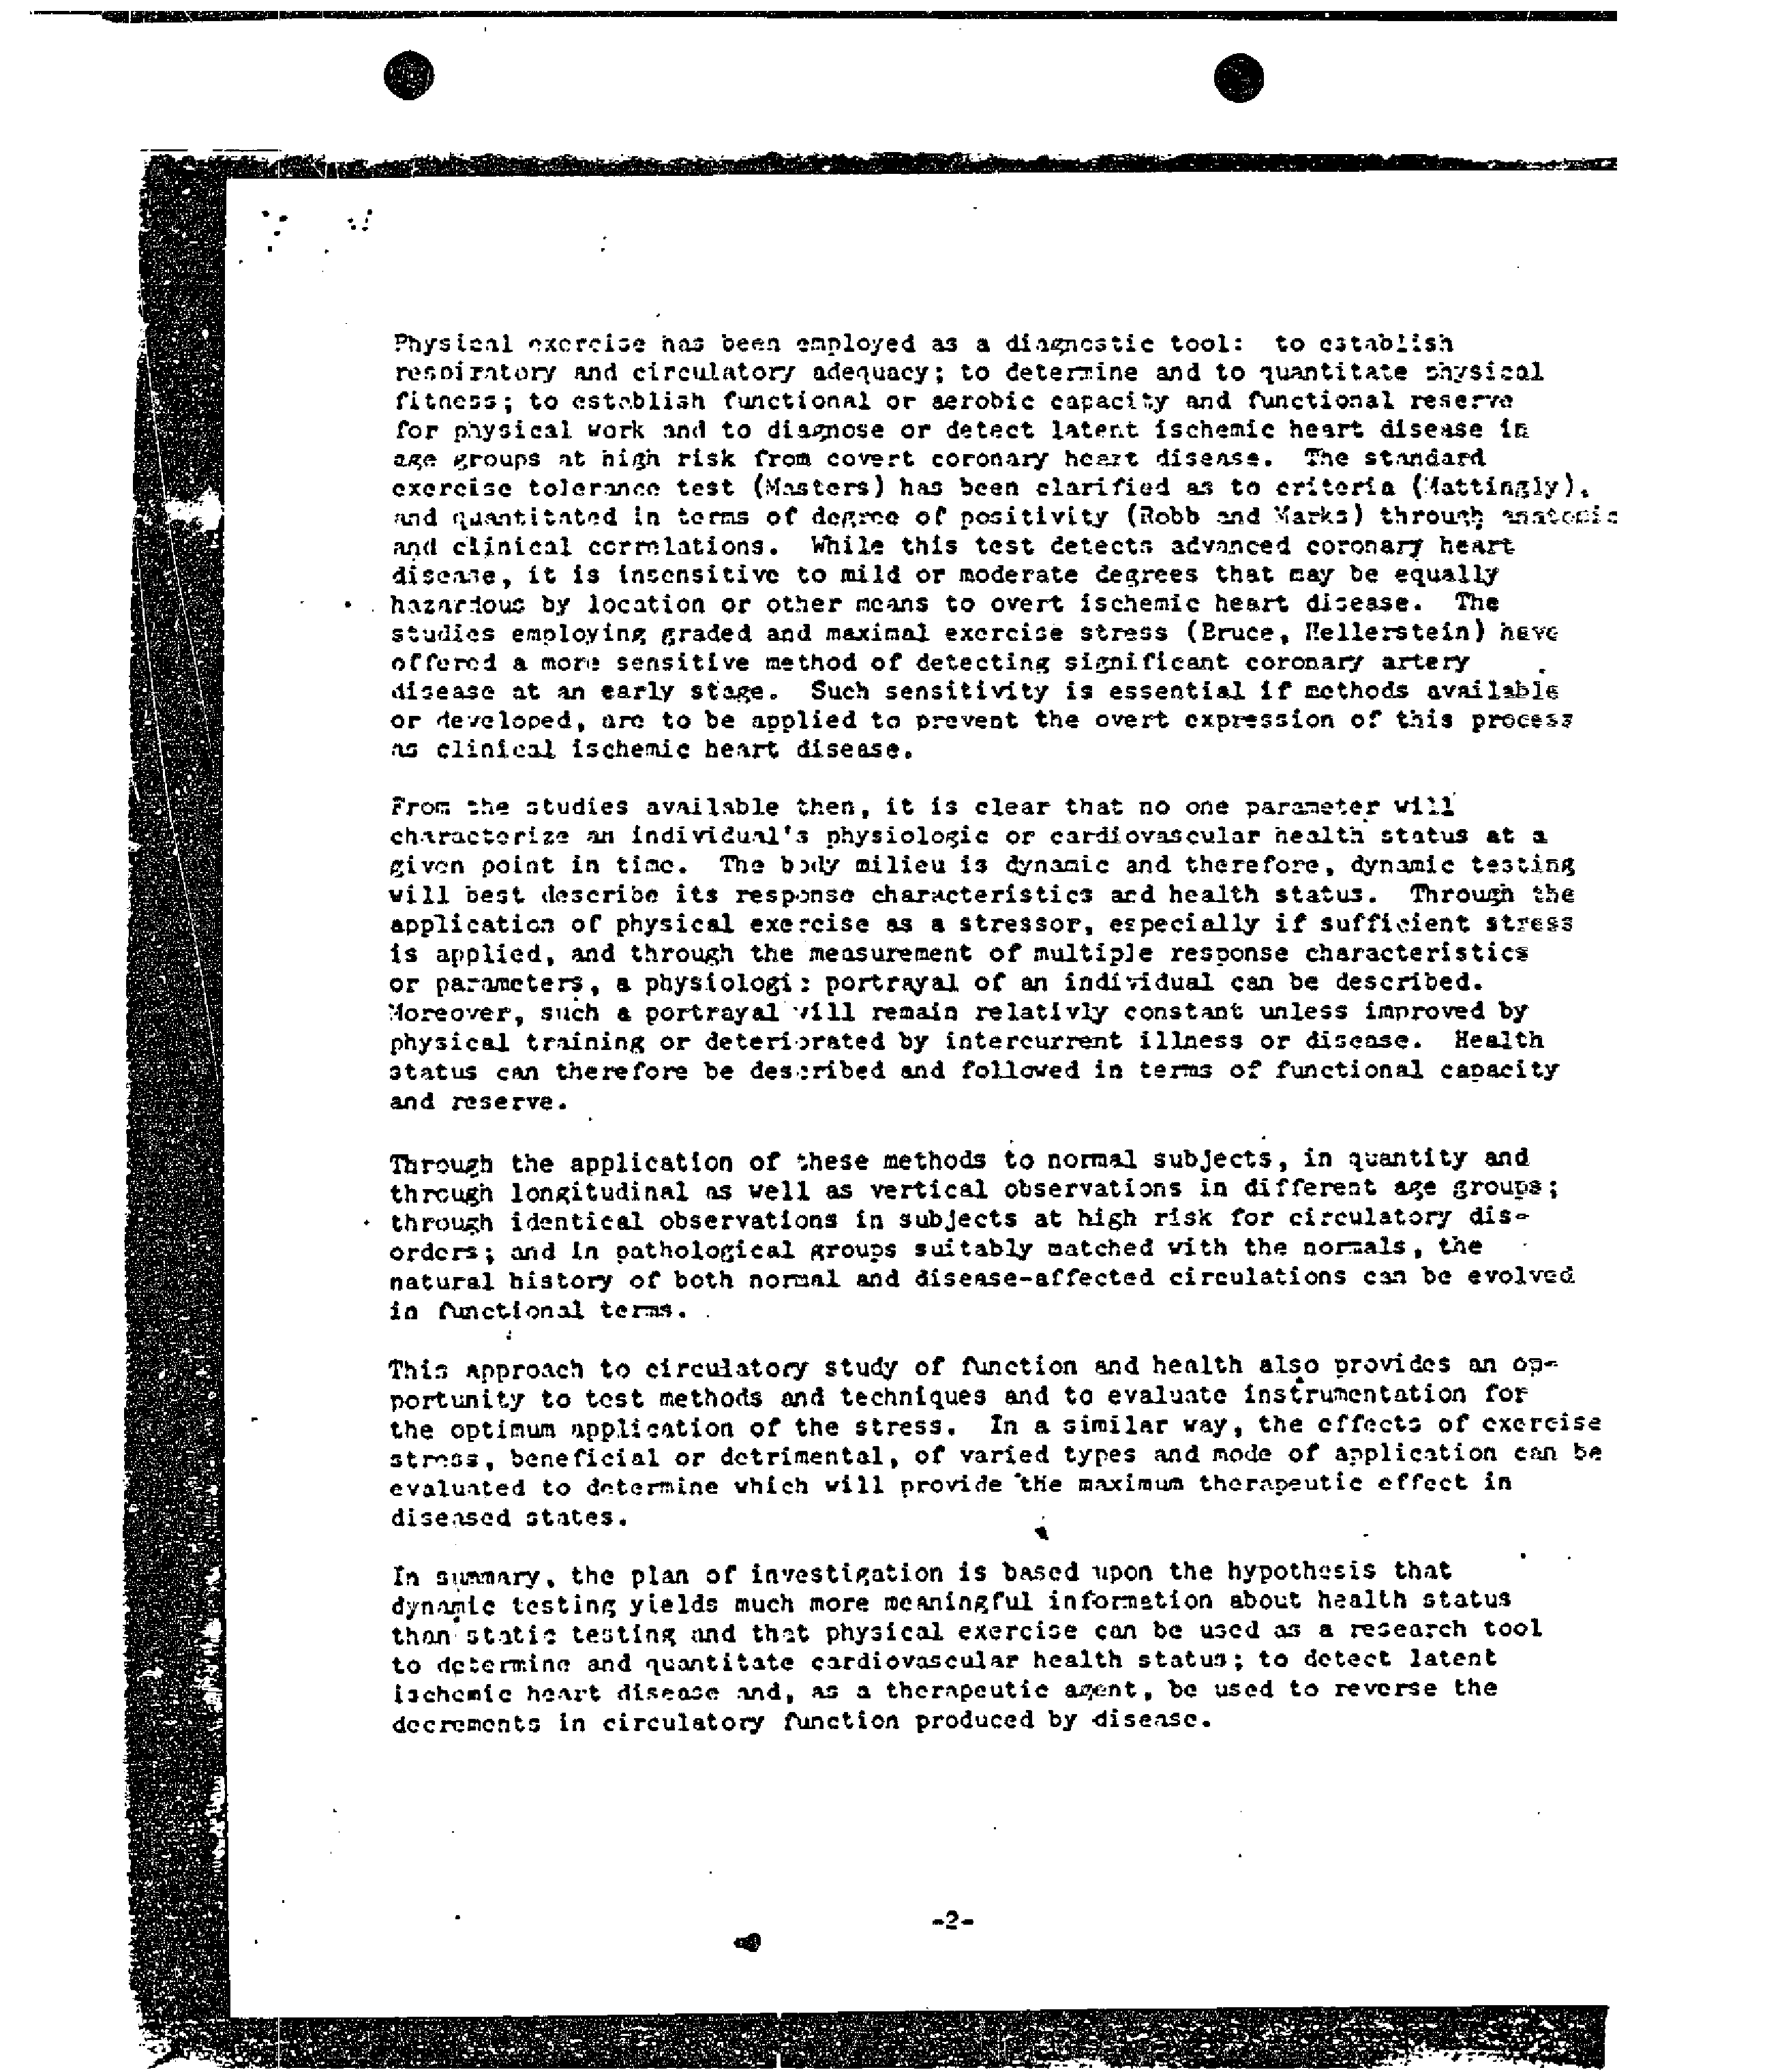 Physical exercise has been employed as a diagnostic tool:  to establish
respiratory and circulatory adequacy; to determine and to quantitate physical
fitness; to establish functional or aerobic capacity and functional reserve
for physical work and to diagnose or detect latent ischemic heart disease in
age groups at high risk from covert coronary heart disease.  The standard
exercise tolerance test (Masters) has been clarified as to criteria (Mattingly),
and quantitated in terms of degree of positivity (Robb and Marks) through anatomic
and clinical correlations.  While this test detects advanced coronary heart
disease, it is insensitive to mild or moderate degrees that may be equally
hazardous by location or other means to overt ischemic heart disease.  The
studies employing graded and maximal exercise stress (Bruce, Hellerstein) have
offered a more sensitive method of detecting significant coronary artery
disease at an early stage.  Such sensitivity is essential if methods available
or developed, are to be applied to prevent the overt expression of this process
as clinical ischemic heart disease.

From the studies available then, it is clear that no one parameter will
characterize an individual's physiologic or cardiovascular health status at a
given point in time.  The body milieu is dynamic and therefore, dynamic testing
will best describe its response characteristics and health status.  Through the
application of physical exercise as a stressor, especially if sufficient stress
is applied, and through the measurement of multiple response characteristics
or parameters, a physiologic portrayal of an individual can be described.
Moreover, such a portrayal will remain relativly constant unless improved by
physical training or deteriorated by intercurrent illness or disease.  Health
status can therefore be described and followed in terms of functional capacity
and reserve.

Through the application of these methods to normal subjects, in quantity and
through longitudinal as well as vertical observations in different age groups;
through identical observations in subjects at high risk for circulatory dis-
orders; and in pathological groups suitably matched with the normals, the
natural history of both normal and disease-affected circulations can be evolved
in functional terms.

This approach to circulatory study of function and health also provides an op-
portunity to test methods and techniques and to evaluate instrumentation for
the optimum application of the stress.  In a similar way, the effects of exercise
stress, beneficial or detrimental, of varied types and mode of application can be
evaluated to determine which will provide the maximum therapeutic effect in
diseased states.

In summary, the plan of investigation is based upon the hypothesis that
dynamic testing yields much more meaningful information about health status
than static testing and that physical exercise can be used as a research tool
to determine and quantitate cardiovascular health status; to detect latent
ischemic heart disease and, as a therapeutic agent, be used to reverse the
decrements in circulatory function produced by disease.

-2-